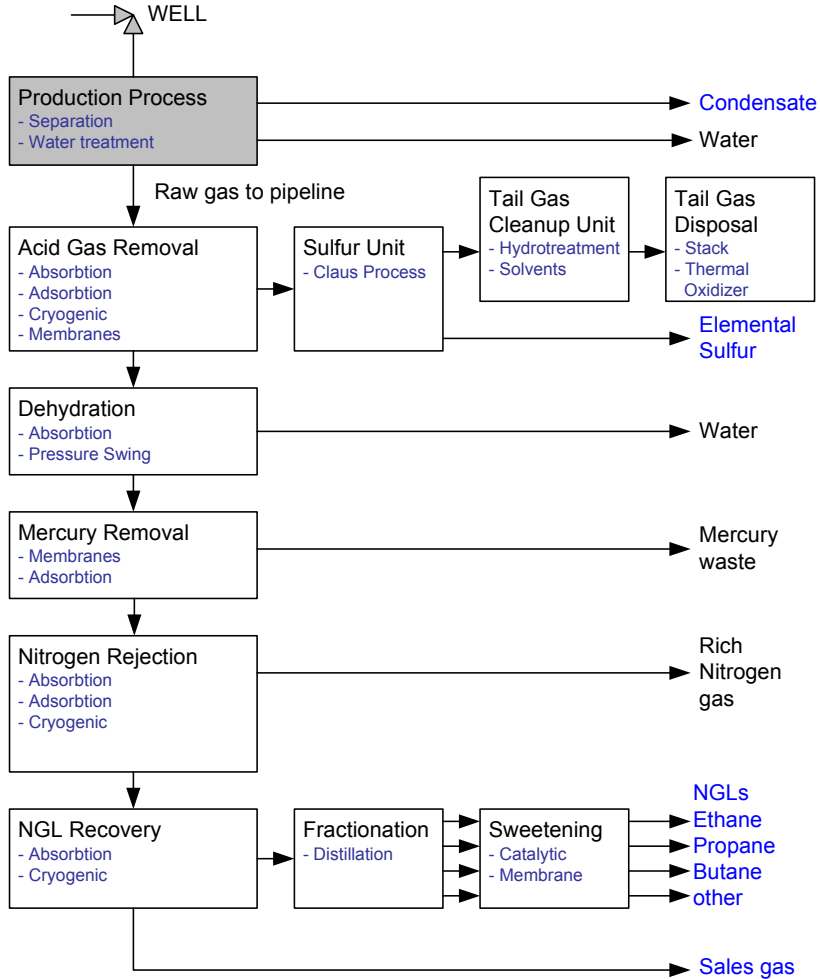 WELL
Production Process
- Separation
- Water treatment
Condensate
Water
Raw gas to pipeline
Acid Gas Removal
- Absorbtion
- Adsorbtion
- Cryogenic
- Membranes
Sulfur Unit
- Claus Process
Tail Gas
Cleanup Unit
- Hydrotreatment
- Solvents
Tail Gas
Disposal
- Stack
- Thermal
Oxidizer
Elemental
Sulfur
Dehydration
- Absorbtion
- Pressure Swing
Water
Mercury Removal
- Membranes
- Adsorbtion
Mercury
waste
Nitrogen Rejection
- Absorbtion
- Adsorbtion
- Cryogenic
Rich
Nitrogen
gas
NGL Recovery
- Absorbtion
- Cryogenic
Fractionation
- Distillation
Sweetening
- Catalytic
- Membrane
NGLs
Ethane
Propane
Butane
other
Sales gas